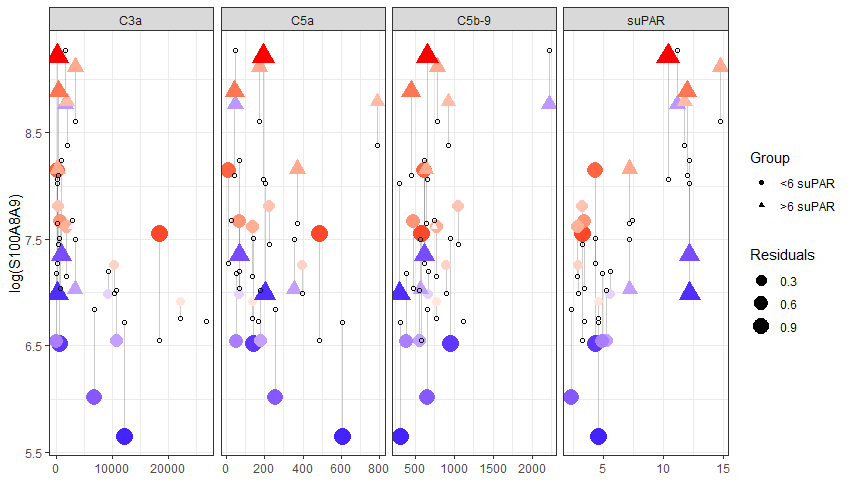 C3a C5a C5b-9 suPAR
8.5
7.5
6.5
5.5
log(S100A8A9)
0 10000 20000 0 200 400 600 800 500 1000 1500 2000 5 10 15
Group
<6 suPAR
>6 suPAR
Residuals
0.3
0.6
0.9